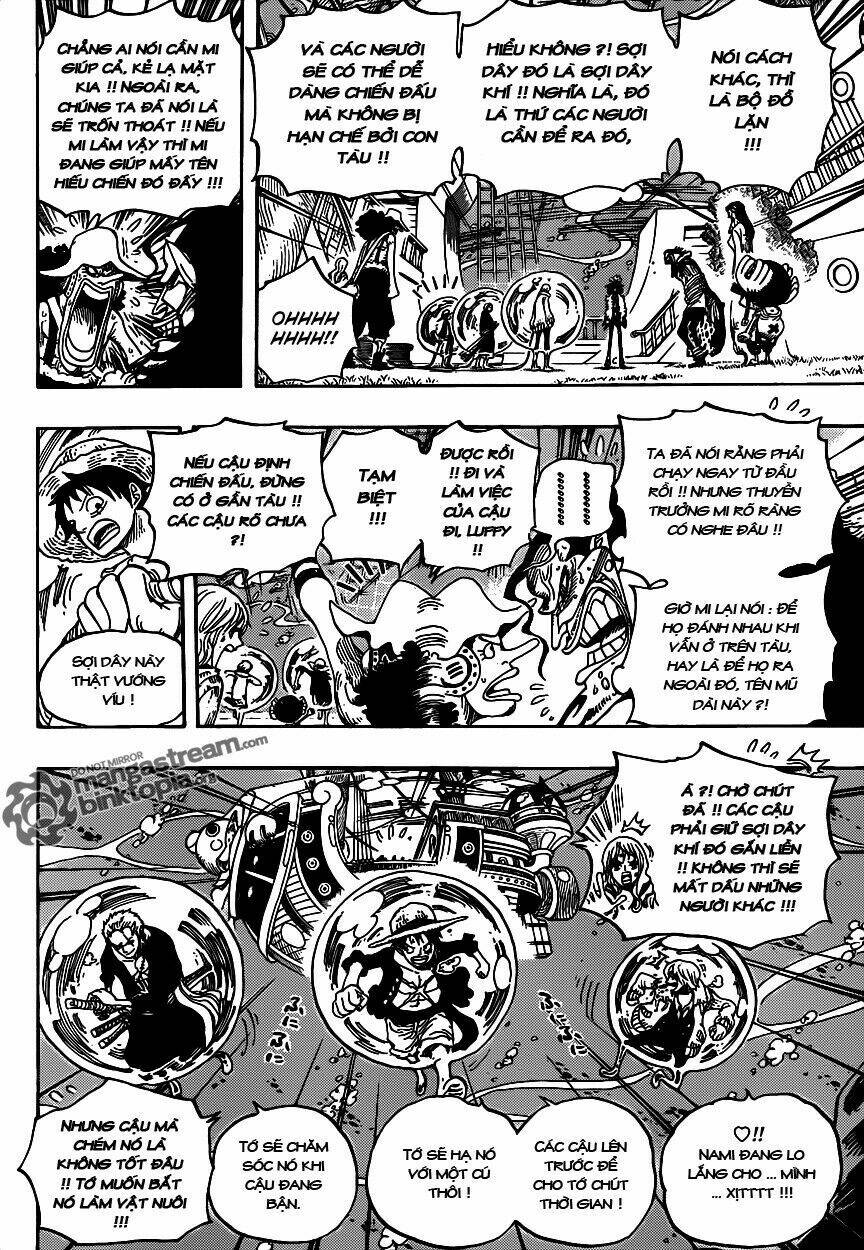 NÓI CÁCH
KHÁC, THÌ
LÀ BỘ ĐỒ
LẶN
!!!
HIỂU KHÔNG ?! SỢI
DÂY ĐÓ LÀ SỢI DÂY
KHÍ !! NGHĨA LÀ, ĐÓ
LÀ THỨ CÁC NGƯỜI
CẦN ĐỂ RA ĐÓ,
VÀ CÁC NGƯỜI
SẼ CÓ THỂ DỄ
DÀNG CHIẾN ĐẤU
MÀ KHÔNG BỊ
HẠN CHẾ BỞI CON
TÀU !!
OHHHH
HHHH!!
CHẲNG AI NÓI CẦN MI
GIÚP CẢ, KẺ LẠ MẶT
KIA !! NGOÀI RA,
CHÚNG TA ĐÃ NÓI LÀ
SẼ TRỐN THOÁT !! NẾU
MI LÀM VẬY THÌ MI
ĐANG GIÚP MẤY TÊN
HIẾU CHIẾN ĐÓ ĐẤY !!!
TA ĐÃ NÓI RẰNG PHẢI
CHẠY NGAY TỪ ĐẦU
RỒI !! NHƯNG THUYỀN
TRƯỞNG MI RÕ RÀNG
CÓ NGHE ĐÂU !!
GIỜ MI LẠI NÓI : ĐỂ
HỌ ĐÁNH NHAU KHI
VẪN Ở TRÊN TÀU,
HAY LÀ ĐỂ HỌ RA
NGOÀI ĐÓ, TÊN MŨ
DÀI NÀY ?!
ĐƯỢC RỒI
!! ĐI VÀ
LÀM VIỆC
CỦA CẬU
ĐI, LUFFY
!!
TẠM
BIỆT
!!!
NẾU CẬU ĐỊNH
CHIẾN ĐẤU, ĐỪNG
CÓ Ở GẦN TÀU !!
CÁC CẬU RÕ CHƯA
?!
SỢI DÂY NÀY
THẬT VƯỚNG
VÍU !
Á ?! CHỜ CHÚT
ĐÃ !! CÁC CẬU
PHẢI GIỮ SỢI DÂY
KHÍ ĐÓ GẮN LIỀN
!! KHÔNG THÌ SẼ
MẤT DẤU NHỮNG
NGƯỜI KHÁC !!!
DO NOT MIRROR
mangastream.com
binktopia
♡!!
NAMI ĐANG LO
LẮNG CHO ... MÌNH
... XỊTTTT !!!
CÁC CẬU LÊN
TRƯỚC ĐỂ
CHO TỚ CHÚT
THỜI GIAN !
TỚ SẼ HẠ NÓ
VỚI MỘT CÚ
THÔI !
TỚ SẼ CHĂM
SÓC NÓ KHI
CẬU ĐANG
BẬN.
NHƯNG CẬU MÀ
CHÉM NÓ LÀ
KHÔNG TỐT ĐÂU
!! TỚ MUỐN BẮT
NÓ LÀM VẬT NUÔI
!!!